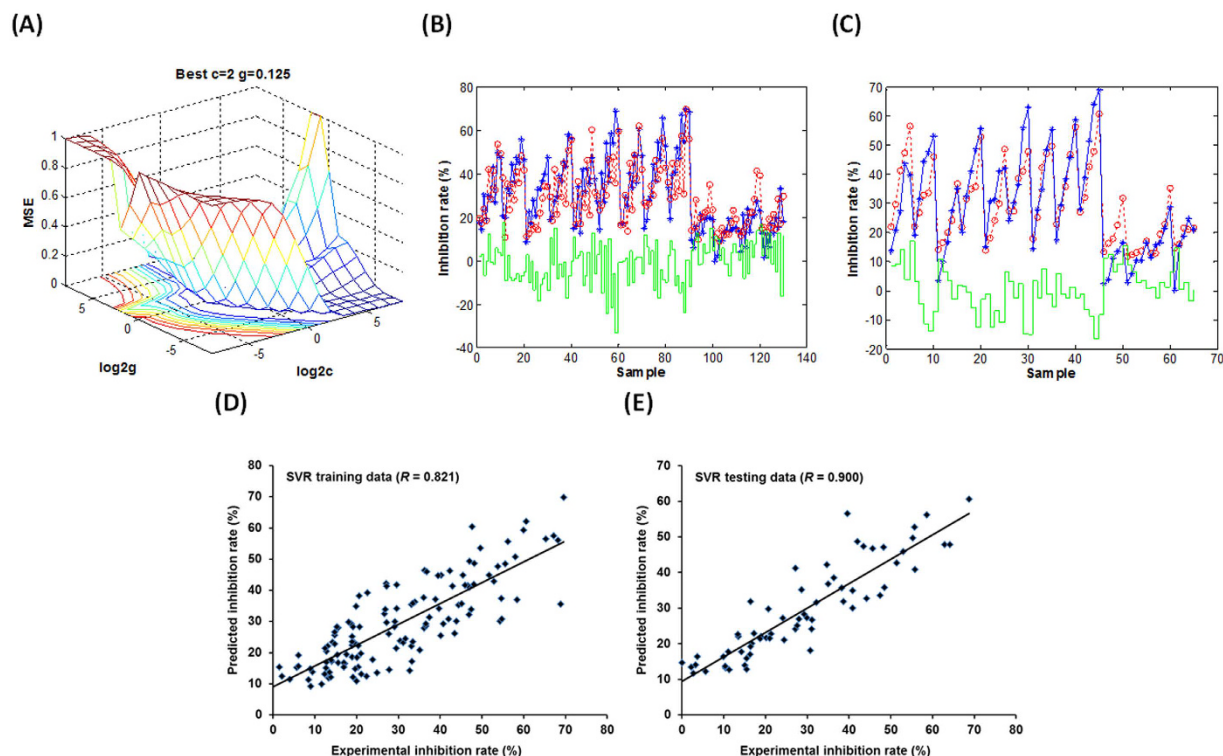 (A)
Best c=2 g=0.125
1
0.8
0.6
0.4
0.2
0
MSE
5
0
-5
log2g
-5
0
5
log2c
(B)
80
60
40
20
0
-20
-40
Inhibition rate (%)
0 20 40 60 80 100 120 140
Sample
(C)
70
60
50
40
30
20
10
0
-10
-20
Inhibition rate (%)
0 10 20 30 40 50 60 70
Sample
(D)
SVR training data (R = 0.821)
80
70
60
50
40
30
20
10
0
Predicted inhibition rate (%)
0 10 20 30 40 50 60 70 80
Experimental inhibition rate (%)
(E)
SVR testing data (R = 0.900)
70
60
50
40
30
20
10
0
Predicted inhibition rate (%)
0 10 20 30 40 50 60 70 80
Experimental inhibition rate (%)